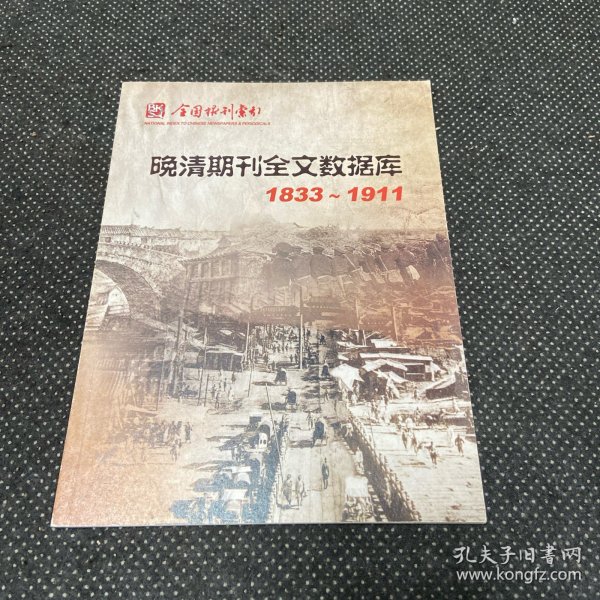 全国报刊索引
NATIONAL INDEX TO CHINESE NEWSPAPERS & PERIODICALS
晚清期刊全文数据库
1833~1911
孔夫子旧書网
www.kongfz.com